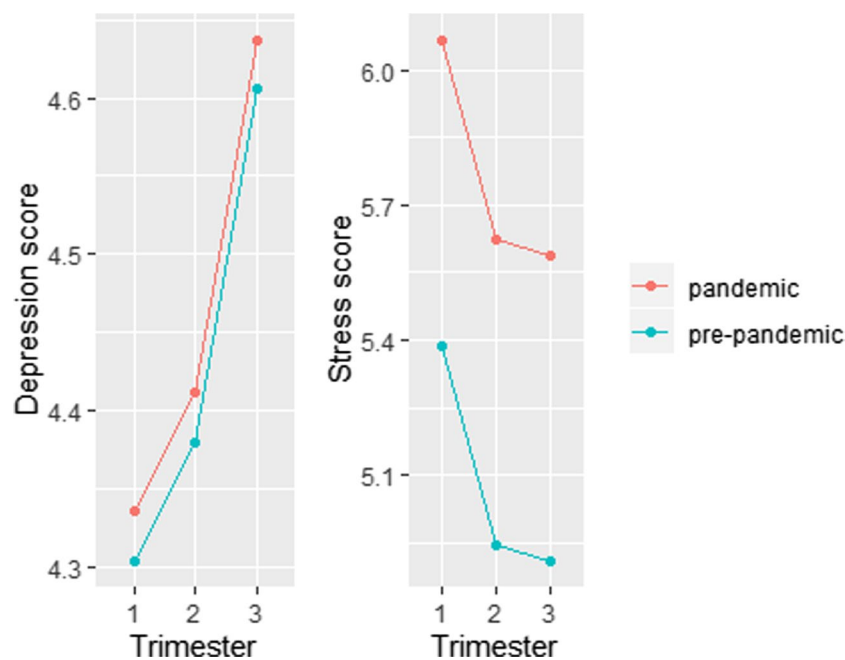 Depression score
4.6
4.5
4.4
4.3
1 2 3
Trimester
Stress score
6.0
5.7
5.4
5.1
1 2 3
Trimester
pandemic
pre-pandemic